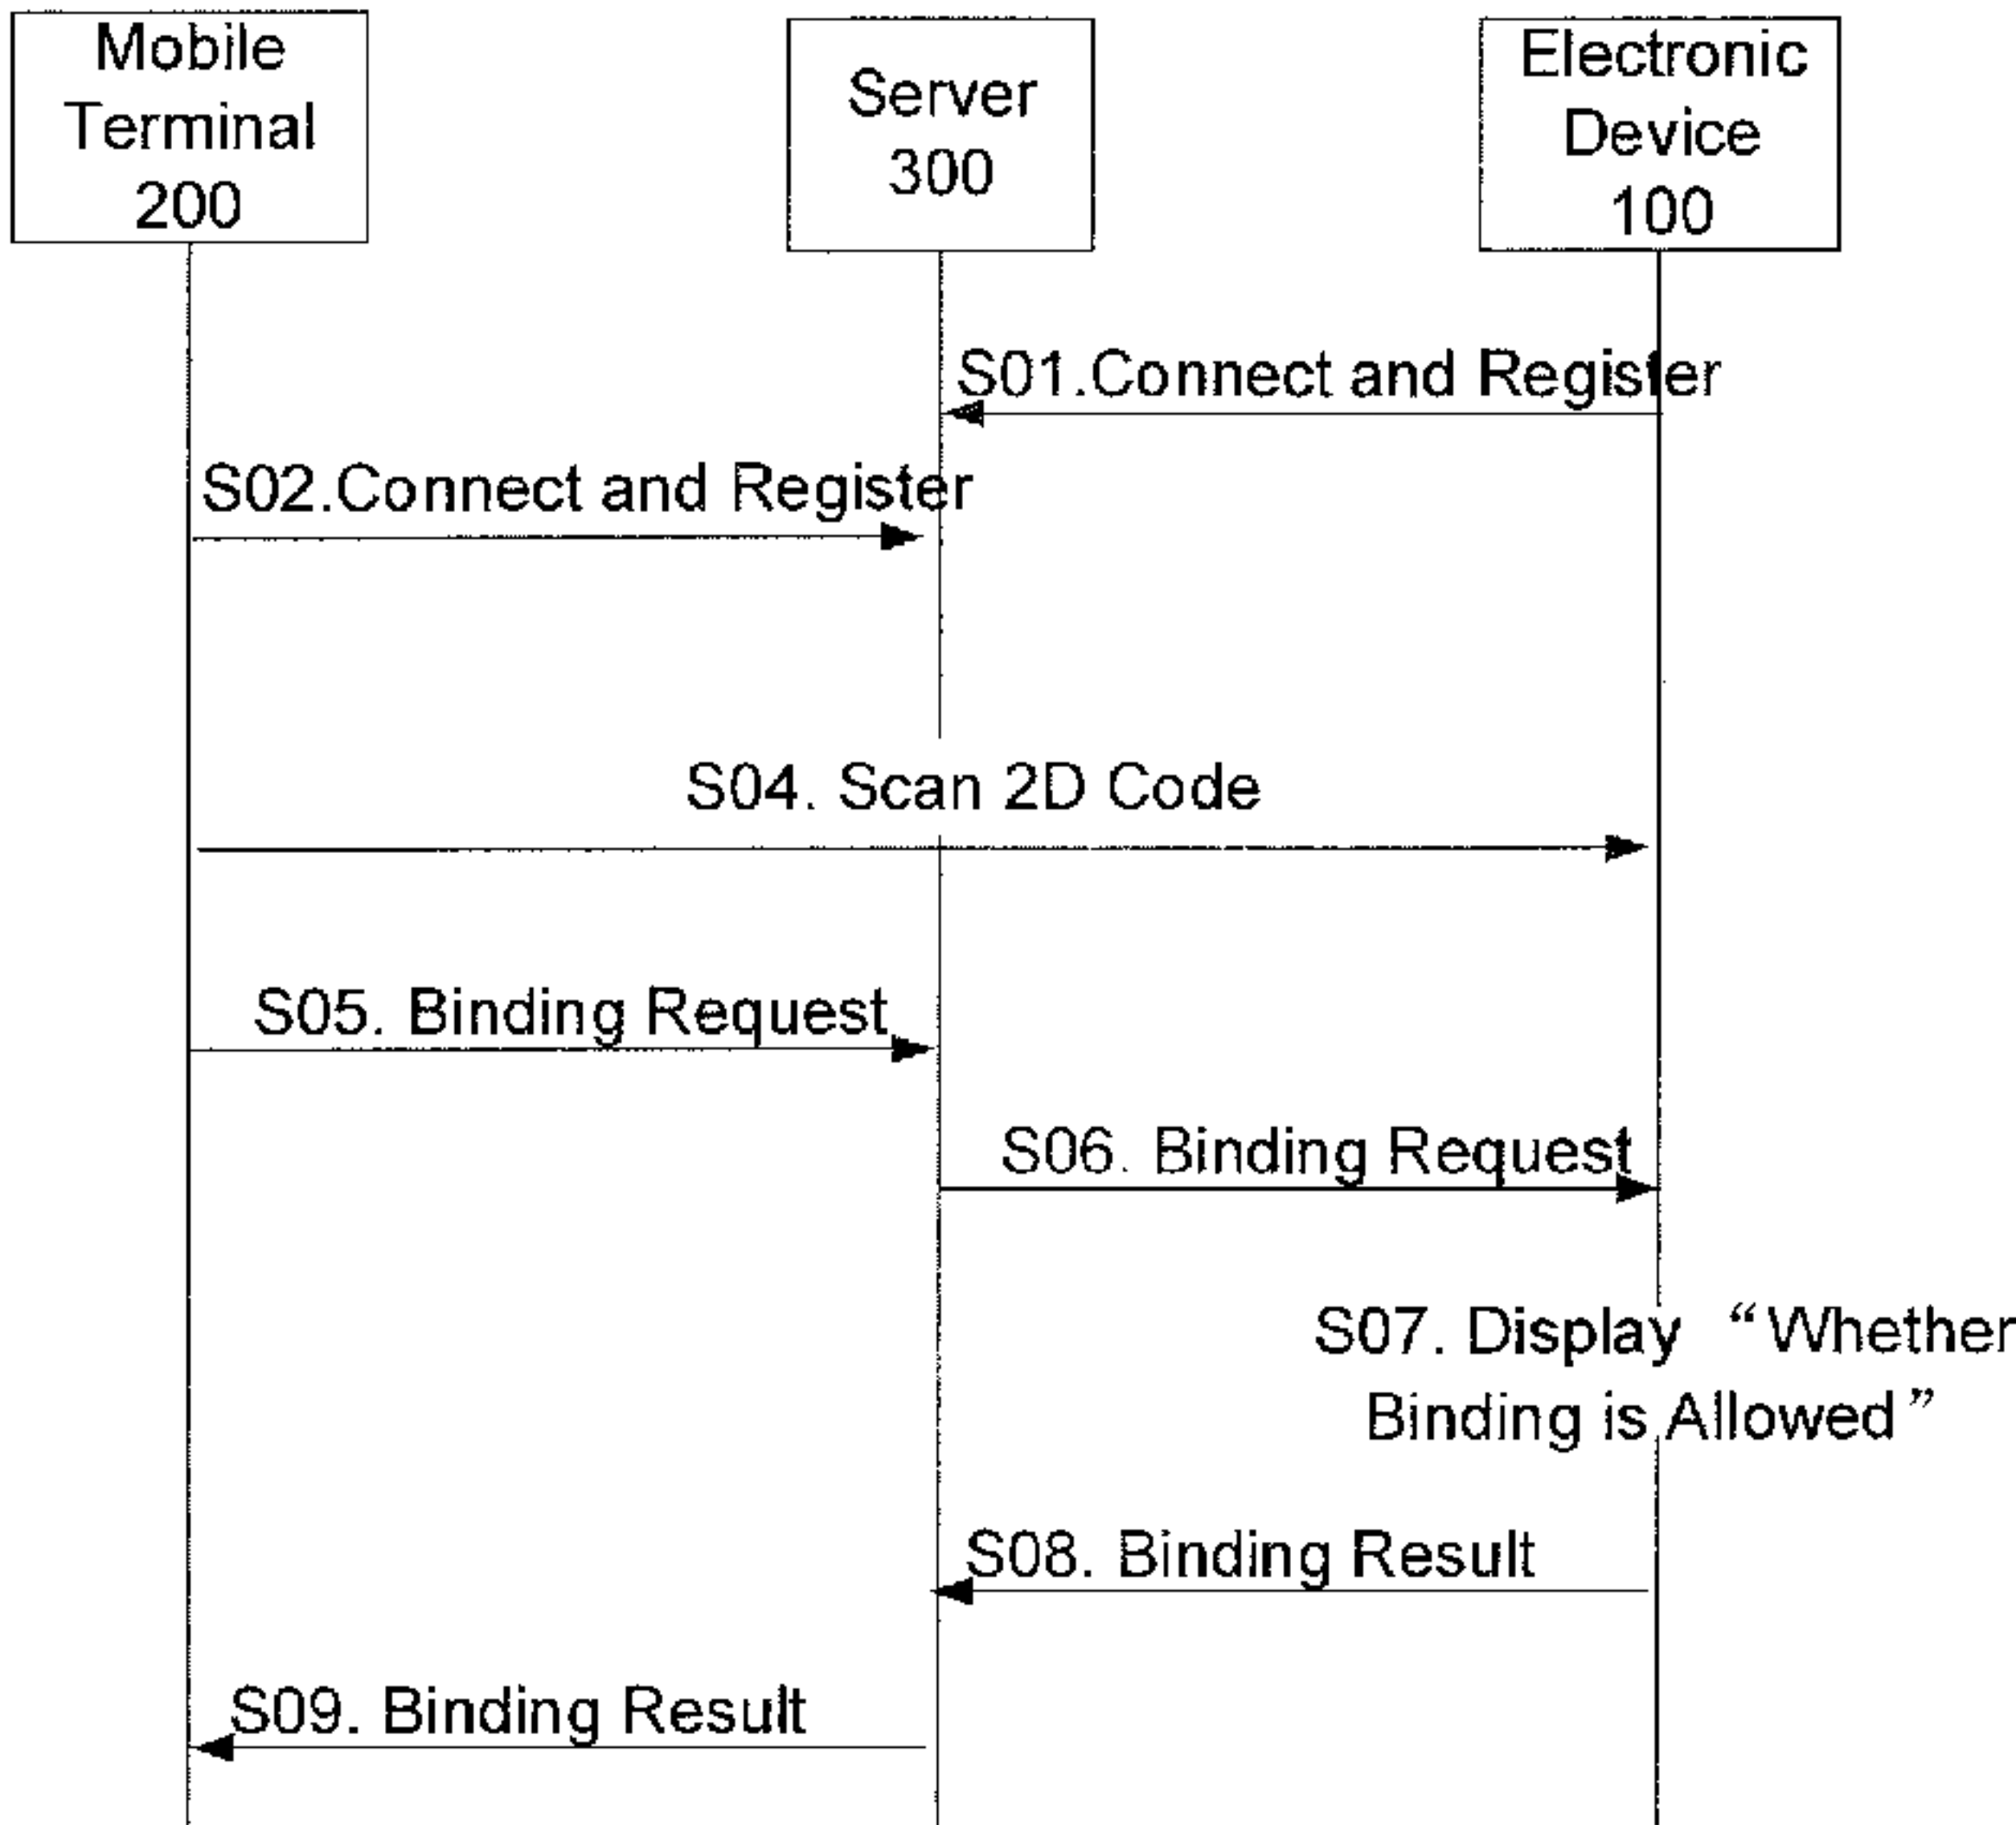 Mobile
Terminal
200
Server
300
Electronic
Device
100
S01.Connect and Register
S02.Connect and Register
S04. Scan 2D Code
S05. Binding Request
S06. Binding Request
S07. Display “Whether
Binding is Allowed”
S08. Binding Result
S09. Binding Result